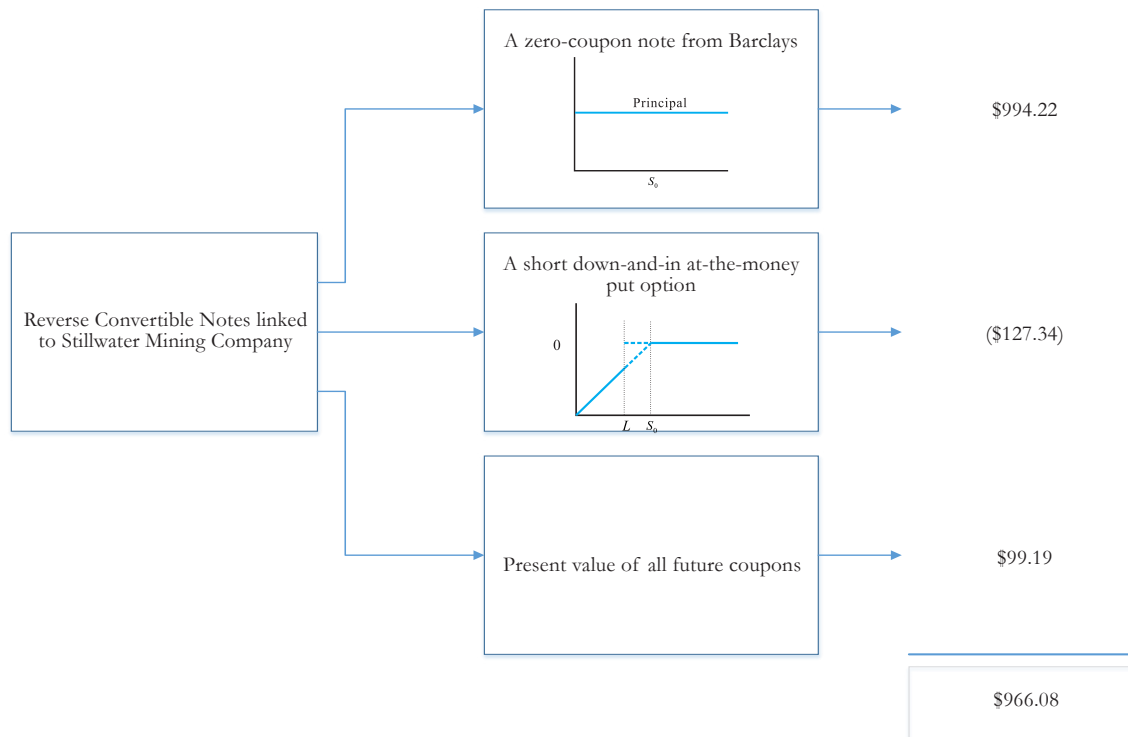 A zero-coupon note from Barclays
Principal
S₀
$994.22
Reverse Convertible Notes linked
to Stillwater Mining Company
A short down-and-in at-the-money
put option
0
L S₀
($127.34)
Present value of all future coupons
$99.19
$966.08